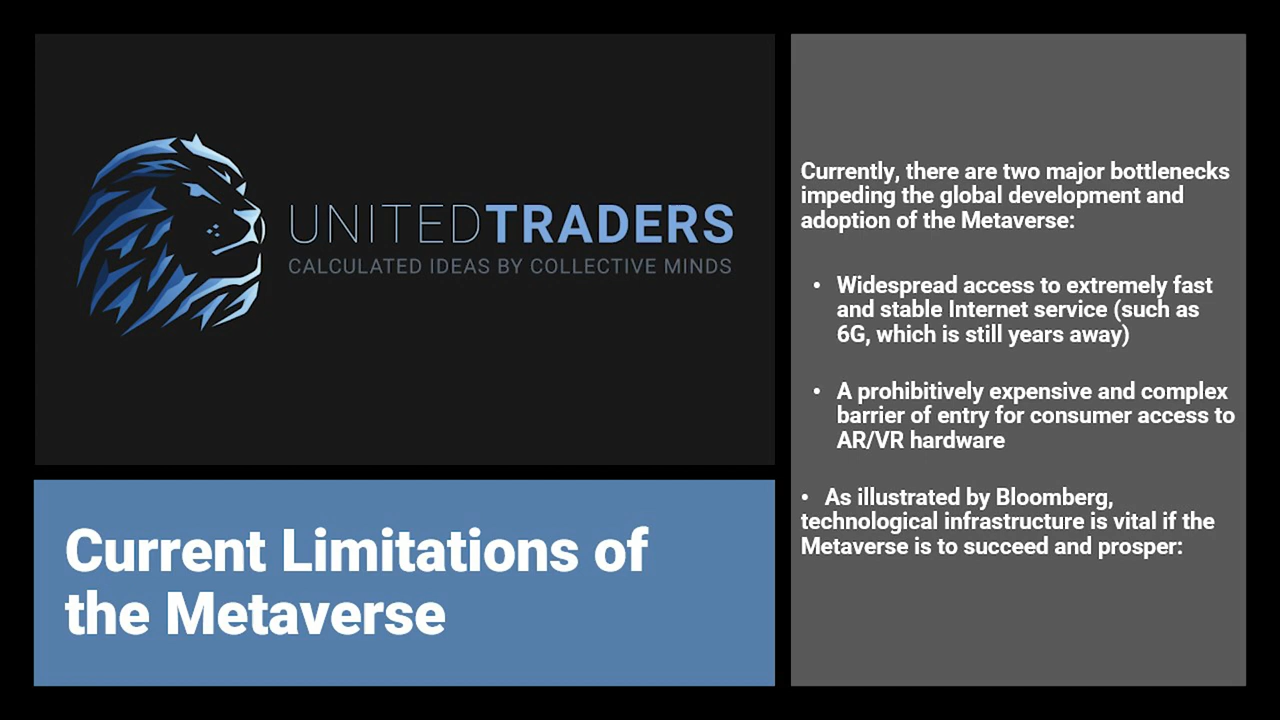 UNITEDTRADERS
CALCULATED IDEAS BY COLLECTIVE MINDS
Current Limitations of
the Metaverse
Currently, there are two major bottlenecks
impeding the global development and
adoption of the Metaverse:
• Widespread access to extremely fast
and stable Internet service (such as
6G, which is still years away)
• A prohibitively expensive and complex
barrier of entry for consumer access to
AR/VR hardware
• As illustrated by Bloomberg,
technological infrastructure is vital if the
Metaverse is to succeed and prosper: